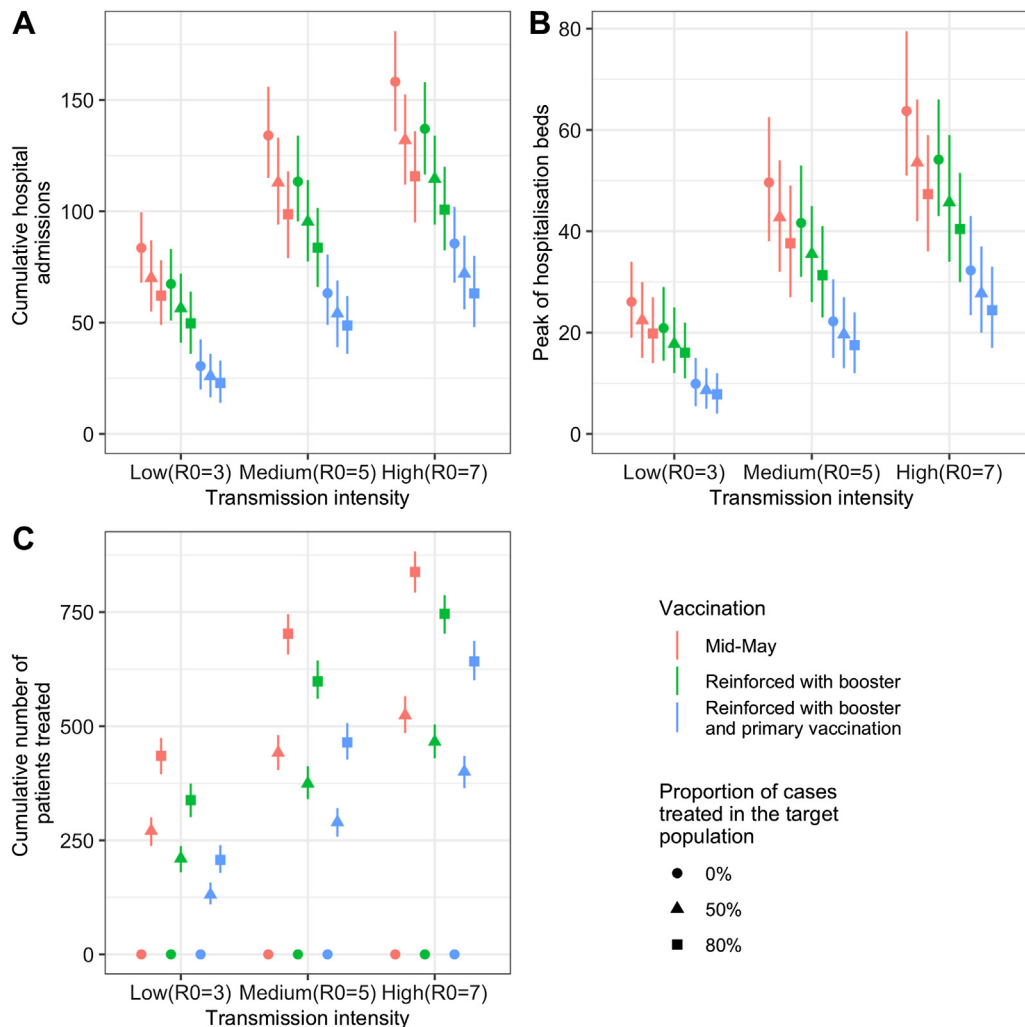 A
Cumulative hospital
admissions
150
100
50
0
Low(R0=3) Medium(R0=5) High(R0=7)
Transmission intensity
B
Peak of hospitalisation beds
80
60
40
20
0
Low(R0=3) Medium(R0=5) High(R0=7)
Transmission intensity
C
Cumulative number of
patients treated
750
500
250
0
Low(R0=3) Medium(R0=5) High(R0=7)
Transmission intensity
Vaccination
Mid-May
Reinforced with booster
Reinforced with booster
and primary vaccination
Proportion of cases
treated in the target
population
0%
50%
80%